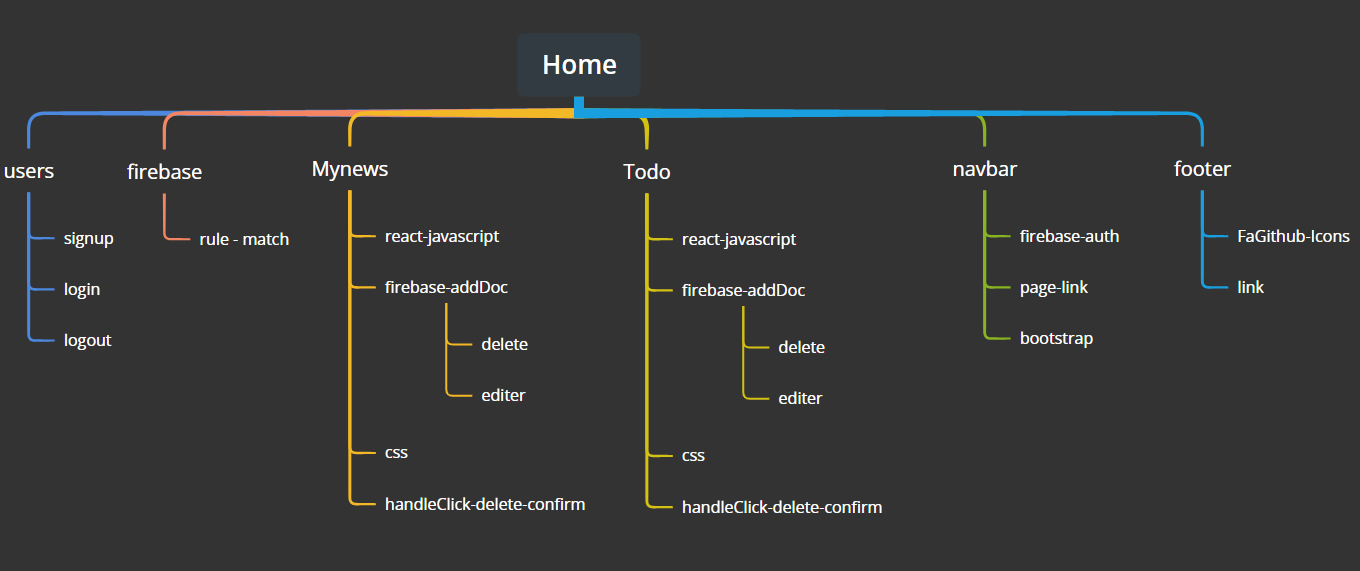 Home
users
signup
login
logout
firebase
rule - match
Mynews
react-javascript
firebase-addDoc
delete
editer
css
handleClick-delete-confirm
Todo
react-javascript
firebase-addDoc
delete
editer
css
handleClick-delete-confirm
navbar
firebase-auth
page-link
bootstrap
footer
FaGithub-Icons
link